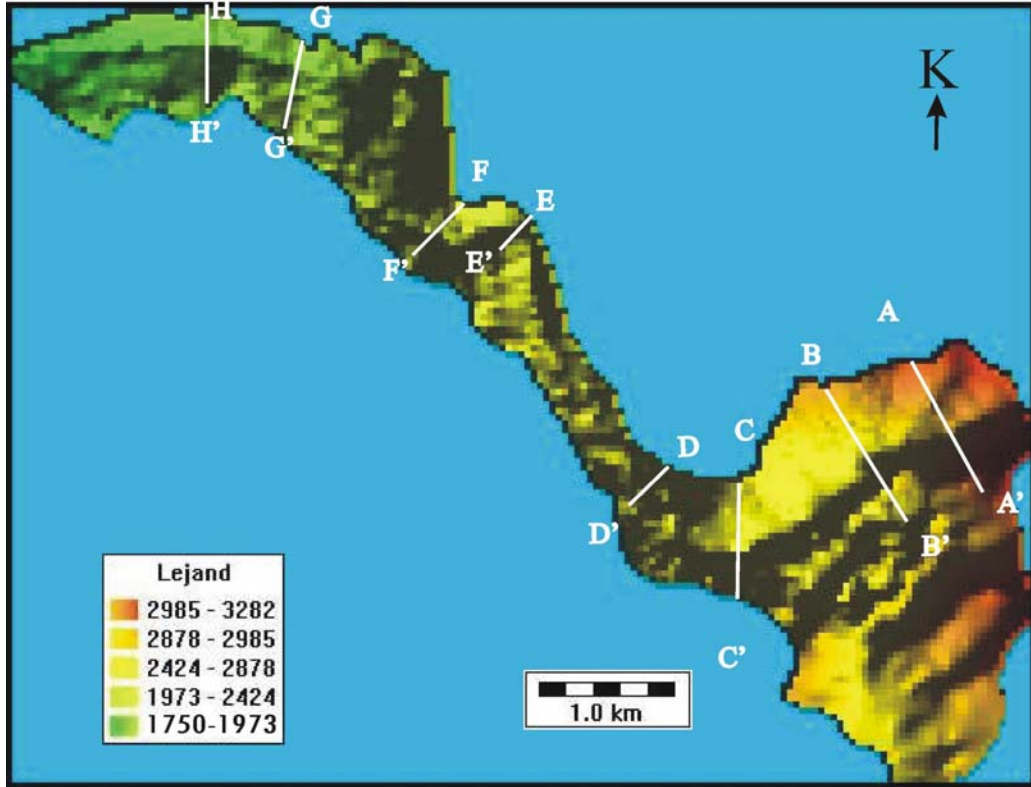 H
G
K
H'
G'
F
E
F'
E'
A
B
D
C
A'
D'
B'
C'
Lejand
2985 - 3282
2878 - 2985
2424 - 2878
1973 - 2424
1750-1973
1.0 km